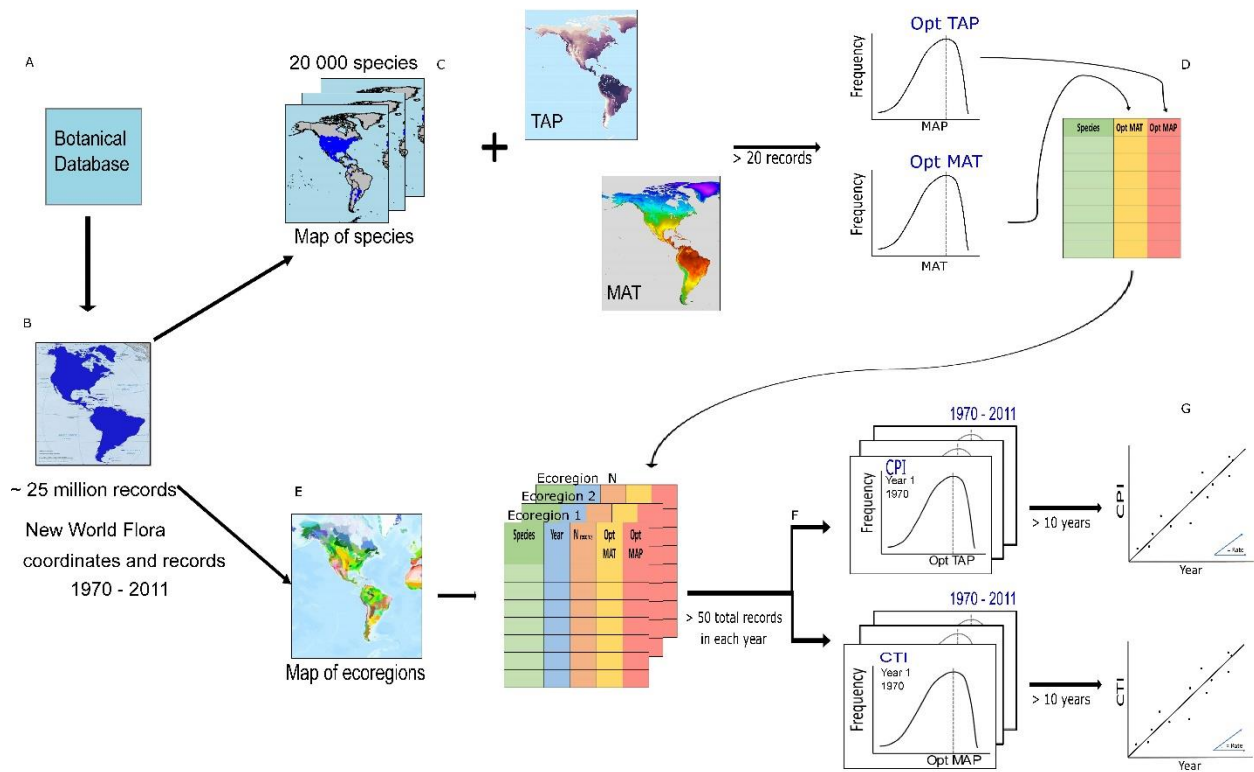 A
Botanical
Database
20 000 species
C
Map of species
TAP
MAT
> 20 records
Opt TAP
Frequency
MAP
Opt MAT
Frequency
MAT
D
Species Opt MAT Opt MAP
B
~ 25 million records
New World Flora
coordinates and records
1970 - 2011
E
Map of ecoregions
Ecoregion N
Ecoregion 2
Ecoregion 1
Species Year N Opt Opt
MAT MAP
> 50 total records
in each year
F
1970 - 2011
CPI
Year 1
1970
Frequency
Opt TAP
> 10 years
G
CPI
Year
= Rate
1970 - 2011
CTI
Year 1
1970
Frequency
Opt MAP
> 10 years
CTI
Year
= Rate